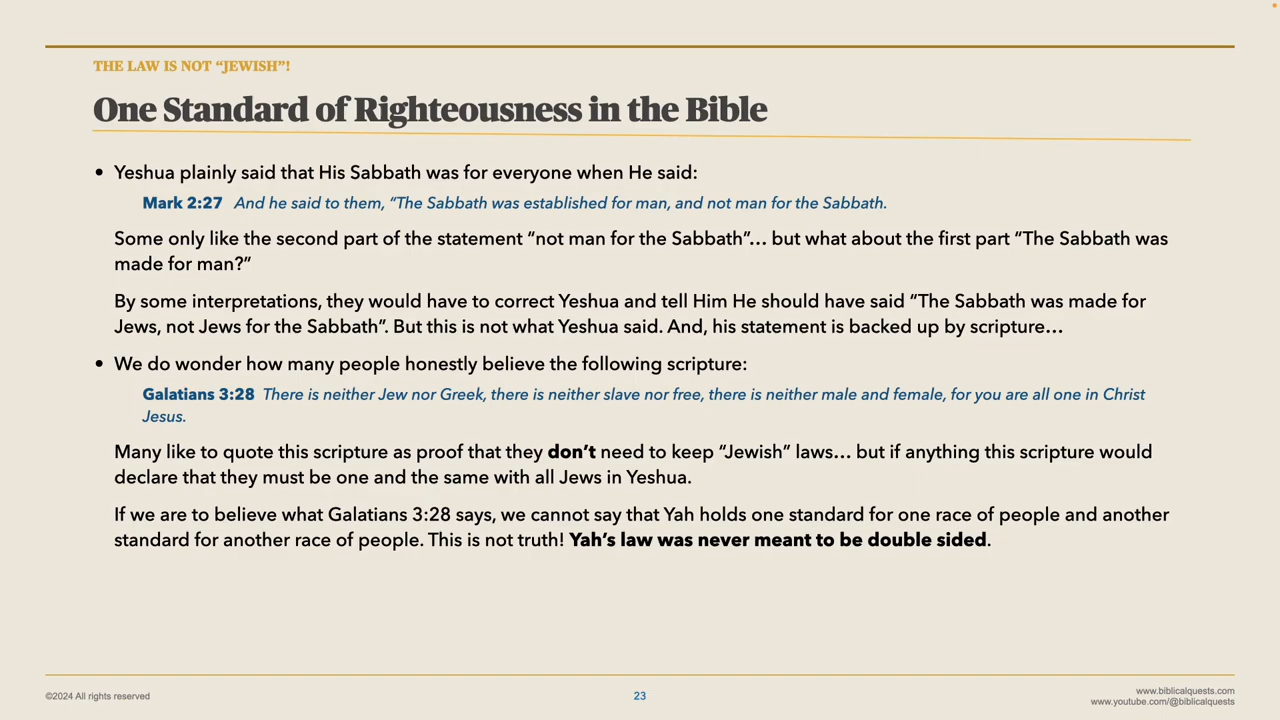 THE LAW IS NOT “JEWISH”!
One Standard of Righteousness in the Bible
• Yeshua plainly said that His Sabbath was for everyone when He said:
Mark 2:27 And he said to them, “The Sabbath was established for man, and not man for the Sabbath.
Some only like the second part of the statement “not man for the Sabbath”… but what about the first part “The Sabbath was
made for man?”
By some interpretations, they would have to correct Yeshua and tell Him He should have said “The Sabbath was made for
Jews, not Jews for the Sabbath”. But this is not what Yeshua said. And, his statement is backed up by scripture…
• We do wonder how many people honestly believe the following scripture:
Galatians 3:28 There is neither Jew nor Greek, there is neither slave nor free, there is neither male and female, for you are all one in Christ
Jesus.
Many like to quote this scripture as proof that they don’t need to keep “Jewish” laws… but if anything this scripture would
declare that they must be one and the same with all Jews in Yeshua.
If we are to believe what Galatians 3:28 says, we cannot say that Yah holds one standard for one race of people and another
standard for another race of people. This is not truth! Yah’s law was never meant to be double sided.
©2024 All rights reserved
23
www.biblicalquests.com
www.youtube.com/@biblicalquests